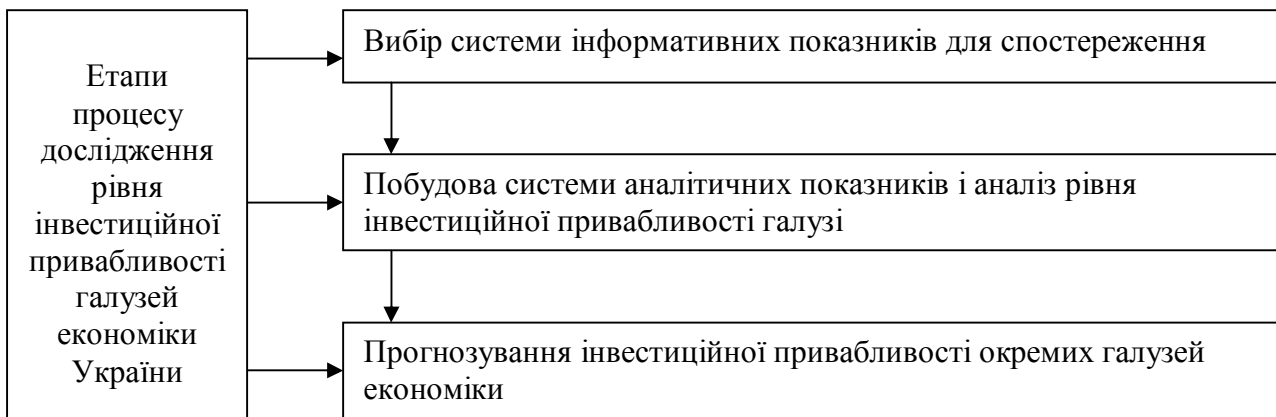 Етапи
процесу
дослідження
рівня
інвестиційної
привабливості
галузей
економіки
України
Вибір системи інформативних показників для спостереження
Побудова системи аналітичних показників і аналіз рівня
інвестиційної привабливості галузі
Прогнозування інвестиційної привабливості окремих галузей
економіки